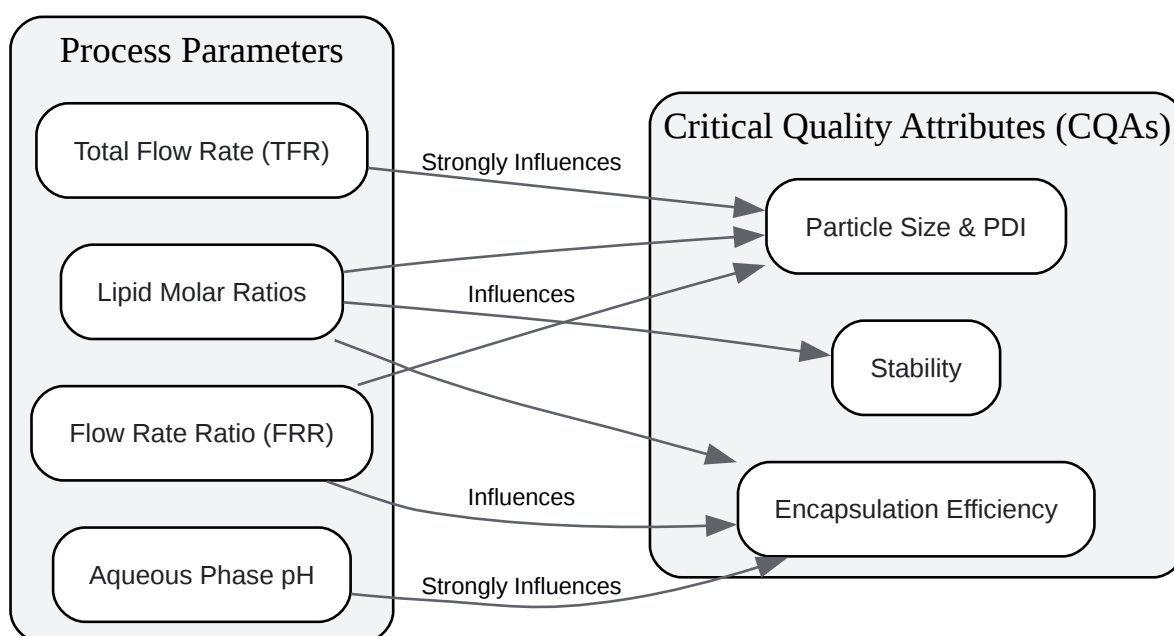 Process Parameters
Total Flow Rate (TFR)
Lipid Molar Ratios
Flow Rate Ratio (FRR)
Aqueous Phase pH
Strongly Influences
Influences
Influences
Strongly Influences
Critical Quality Attributes (CQAs)
Particle Size & PDI
Stability
Encapsulation Efficiency